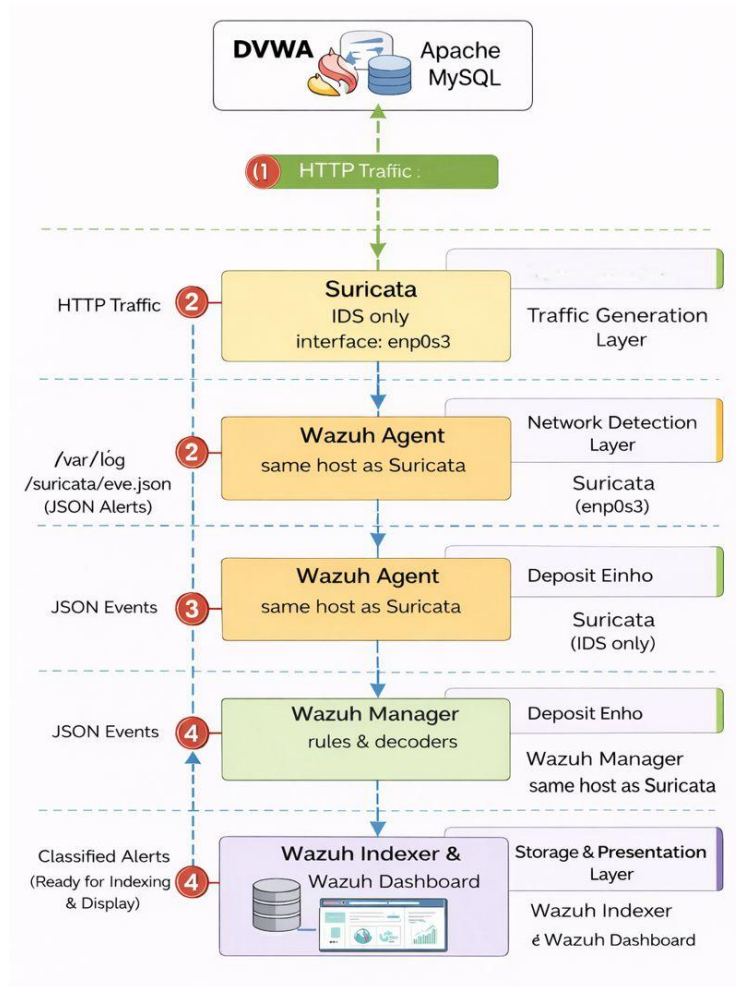 DVWA
Apache
MySQL
(1
HTTP Traffic :
HTTP Traffic
2
Suricata
IDS only
interface: enp0s3
Traffic Generation
Layer
/var/lóg
/suricata/eve.json
(JSON Alerts)
2
Wazuh Agent
same host as Suricata
Network Detection
Layer
Suricata
(enp0s3)
JSON Events
3
Wazuh Agent
same host as Suricata
Deposit Einho
Suricata
(IDS only)
JSON Events
4
Wazuh Manager
rules & decoders
Deposit Enho
Wazuh Manager
same host as Suricata
Classified Alerts
(Ready for Indexing
& Display)
4
Wazuh Indexer &
Wazuh Dashboard
Storage & Presentation
Layer
Wazuh Indexer
é Wazuh Dashboard